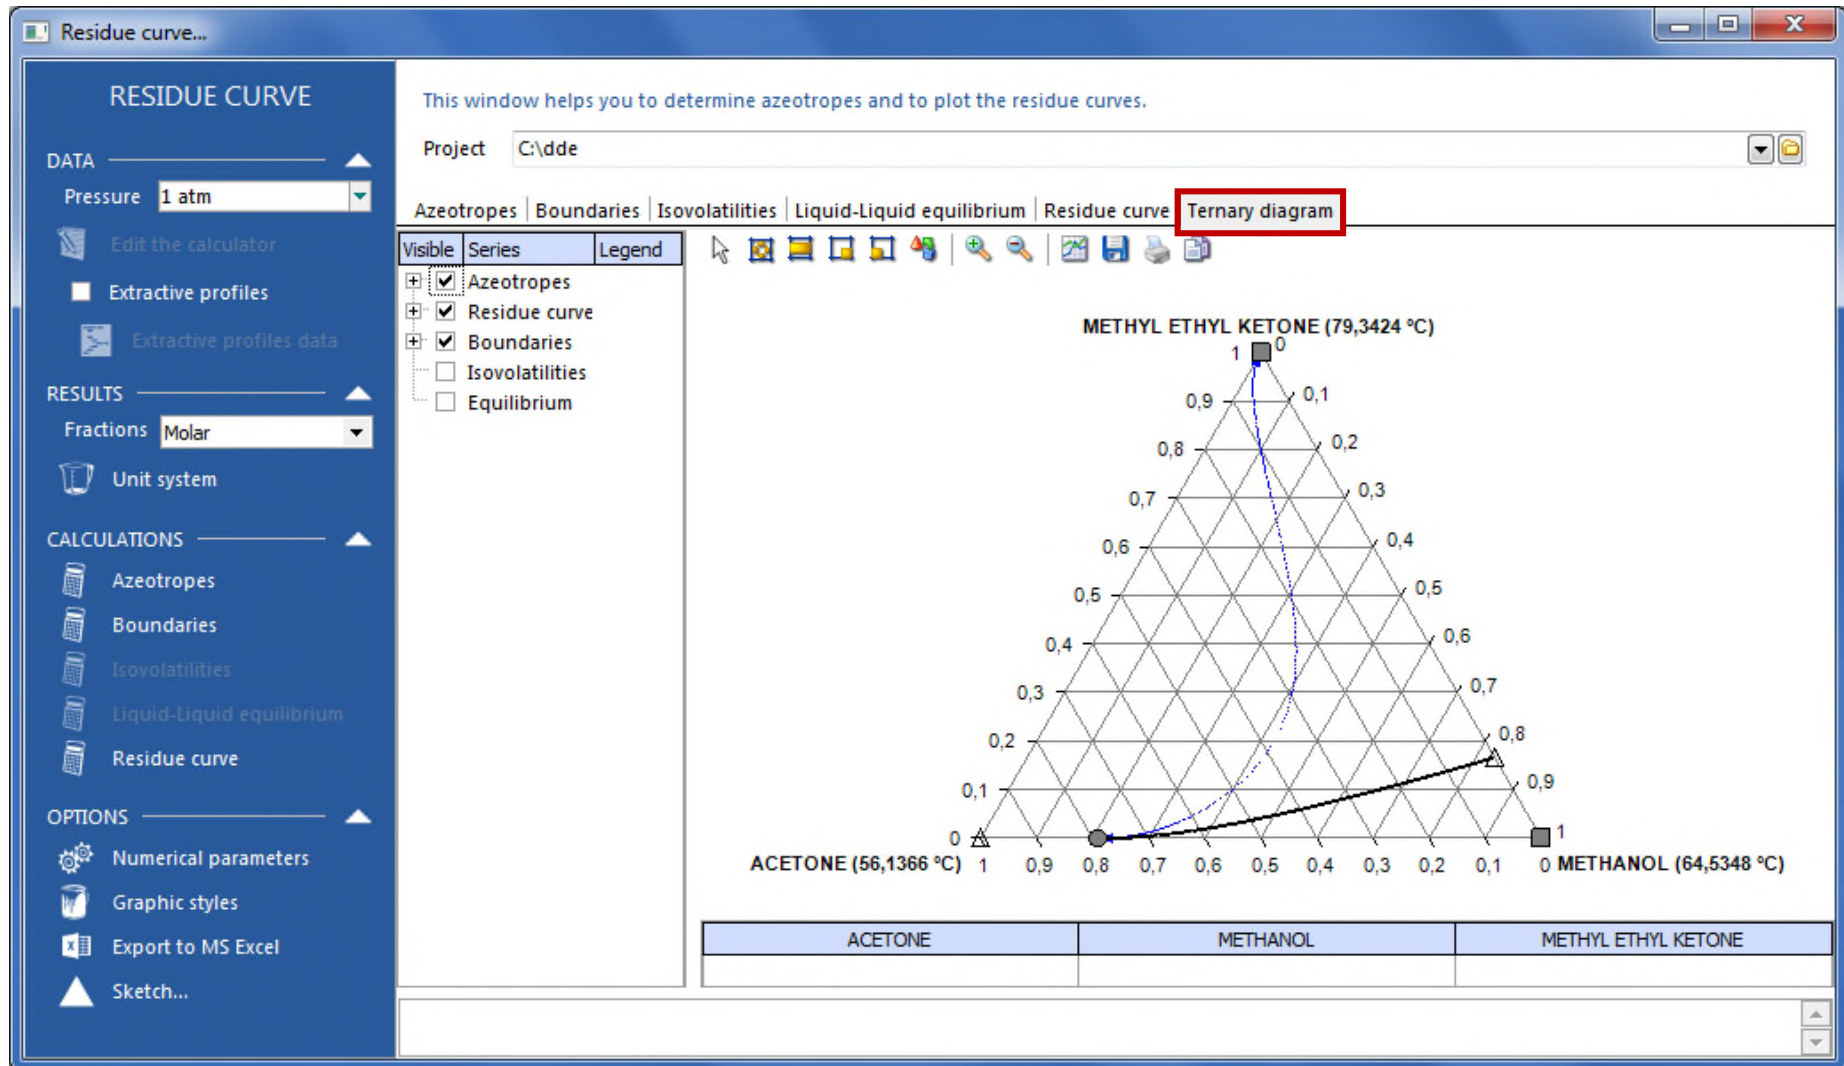 Residue curve...
RESIDUE CURVE
DATA
Pressure 1 atm
Edit the calculator
Extractive profiles
Extractive profiles data
RESULTS
Fractions Molar
Unit system
CALCULATIONS
Azeotropes
Boundaries
Isovolatilities
Liquid-Liquid equilibrium
Residue curve
OPTIONS
Numerical parameters
Graphic styles
Export to MS Excel
Sketch...
This window helps you to determine azeotropes and to plot the residue curves.
Project C:\dde
Azeotropes Boundaries Isovolatilities Liquid-Liquid equilibrium Residue curve Ternary diagram
Visible Series Legend
Azeotropes
Residue curve
Boundaries
Isovolatilities
Equilibrium
METHYL ETHYL KETONE (79,3424 ºC)
1 0
0,9 0,1
0,8 0,2
0,7 0,3
0,6 0,4
0,5 0,5
0,4 0,6
0,3 0,7
0,2 0,8
0,1 0,9
0 1
ACETONE (56,1366 ºC) 1 0,9 0,8 0,7 0,6 0,5 0,4 0,3 0,2 0,1 0 METHANOL (64,5348 ºC)
ACETONE METHANOL METHYL ETHYL KETONE